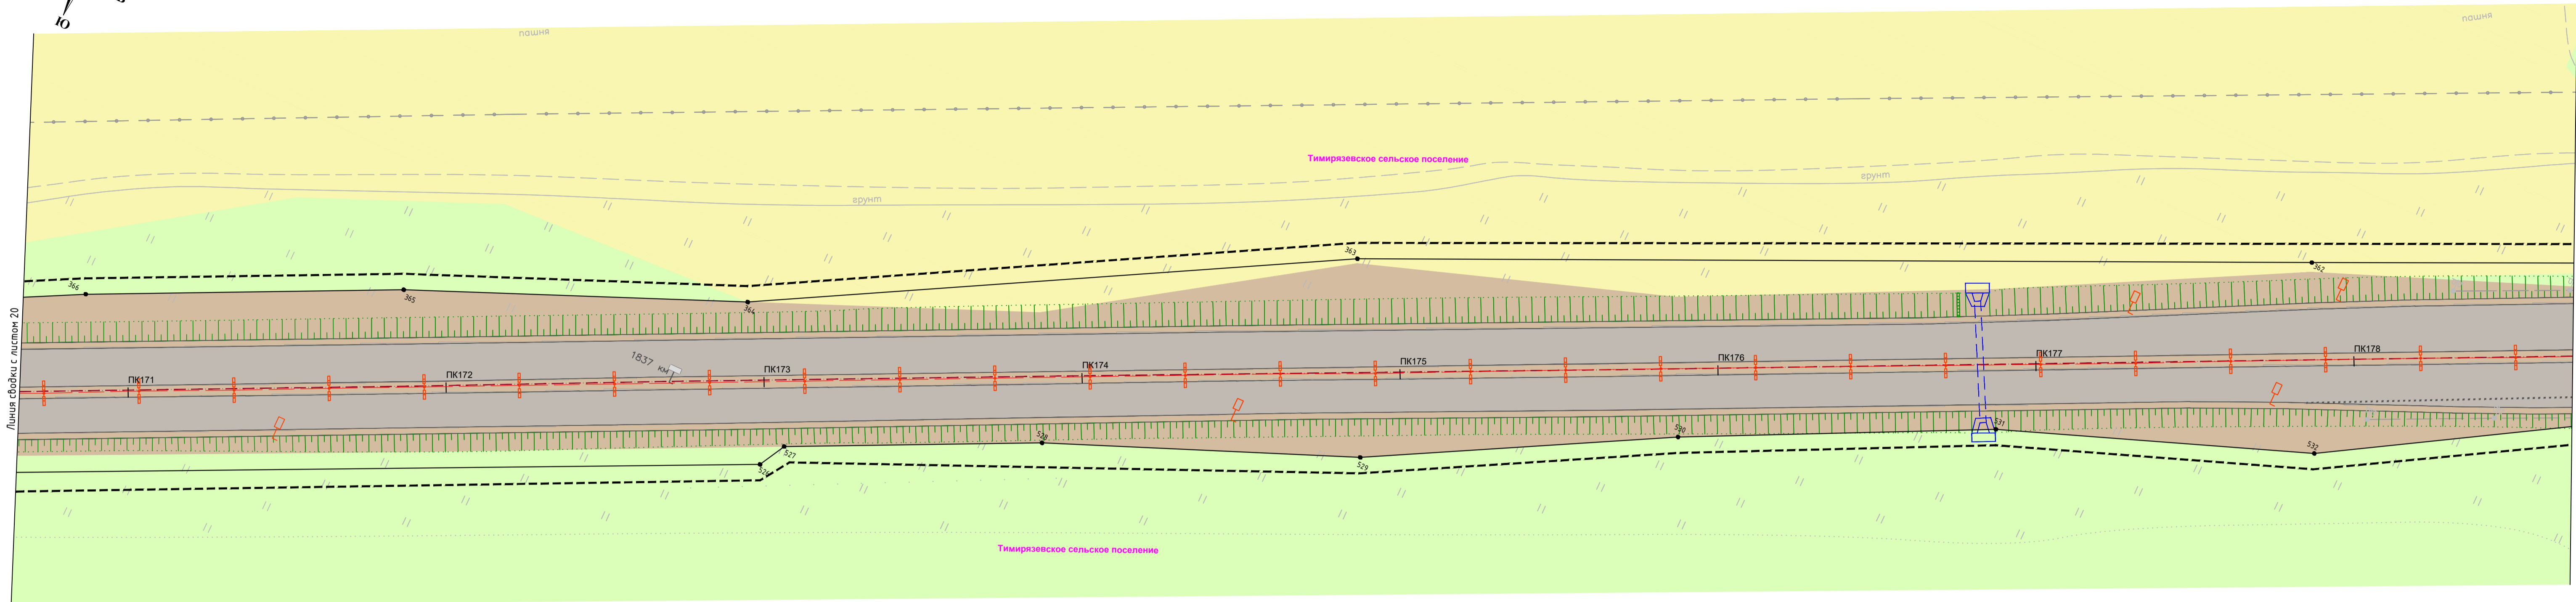 Ю
пашня
пашня
Тимирязевское сельское поселение
грунт
грунт
363
366
365
364
362
Линия сводки с листом 20
1837 км
ПК171
ПК172
ПК173
ПК174
ПК175
ПК176
ПК177
ПК178
526
527
528
529
530
531
532
Тимирязевское сельское поселение